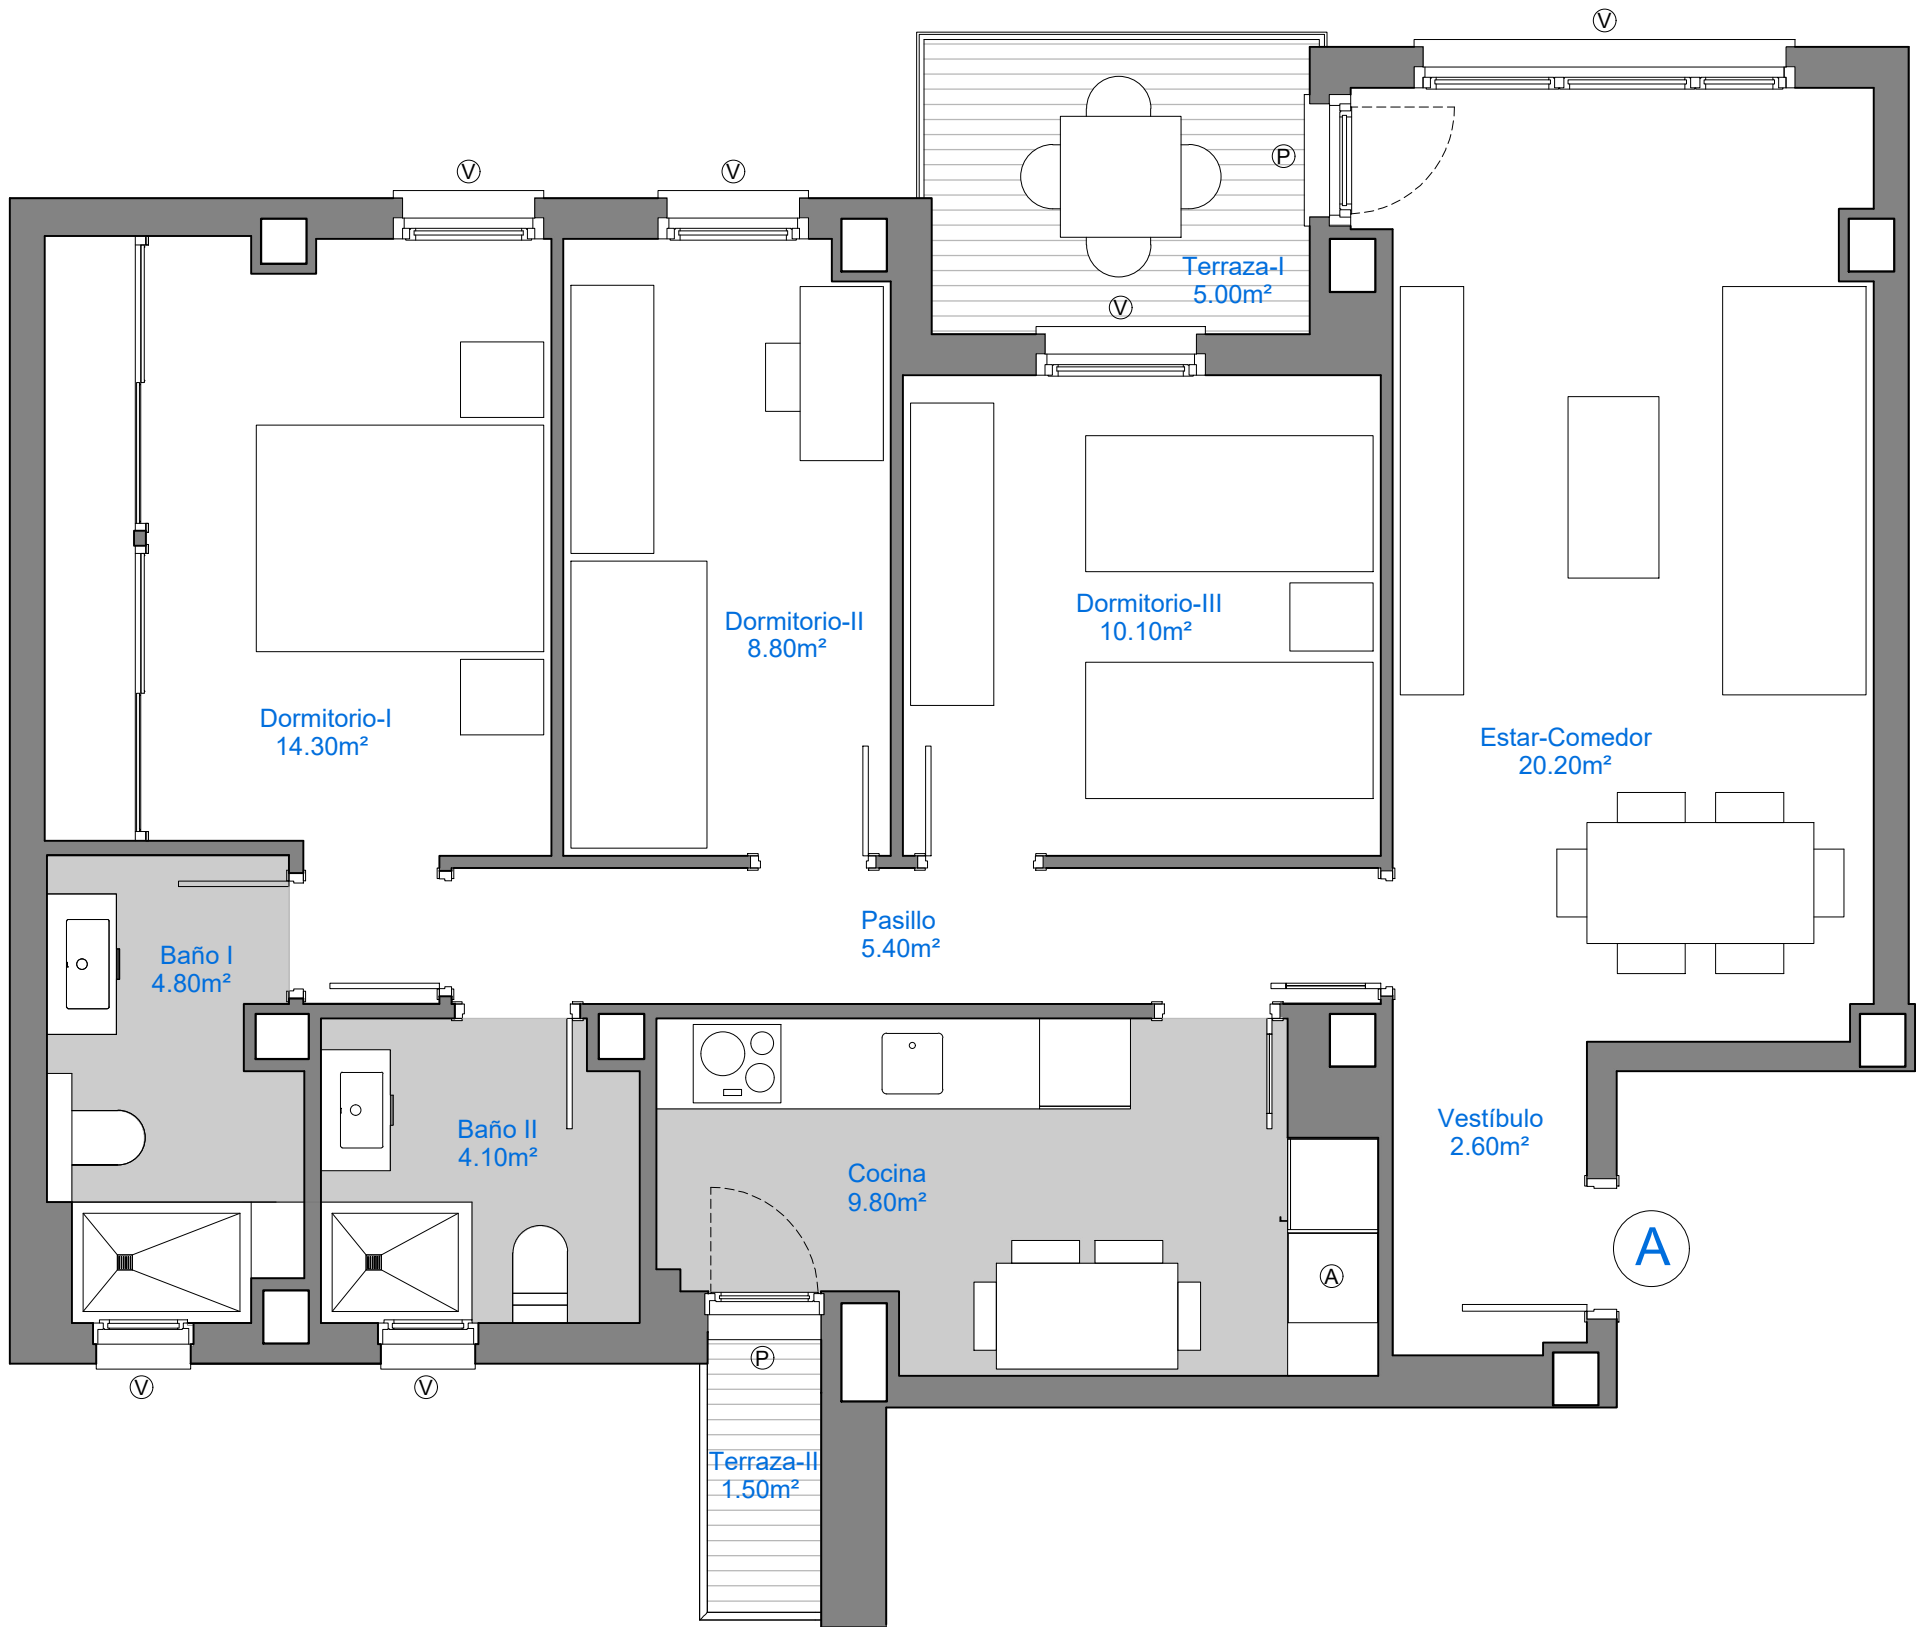 V
V
V
P
Terraza-I
5.00m²
V
Dormitorio-II
8.80m²
Dormitorio-III
10.10m²
Dormitorio-I
14.30m²
Estar-Comedor
20.20m²
Pasillo
5.40m²
Baño I
4.80m²
Baño II
4.10m²
Vestíbulo
2.60m²
Cocina
9.80m²
A
A
P
V
V
Terraza-II
1.50m²